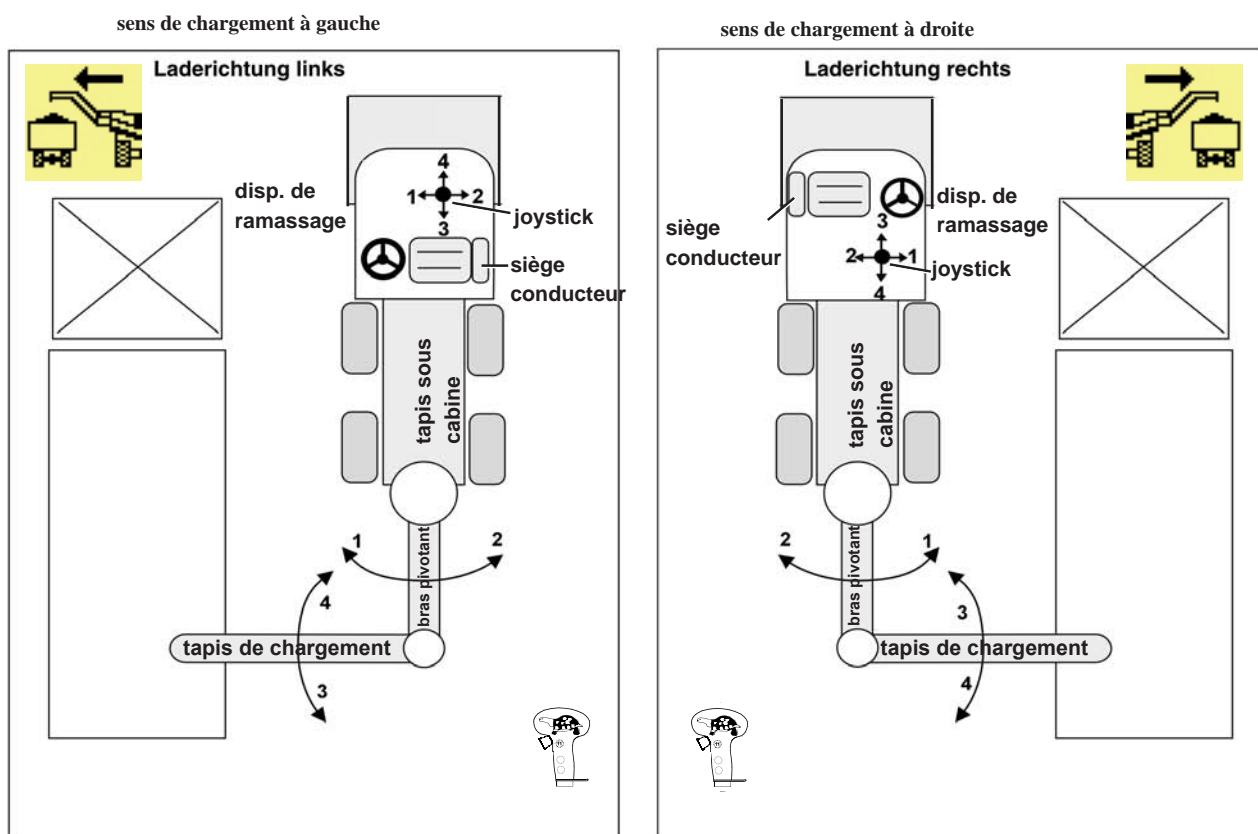 sens de chargement à gauche
Laderichtung links
4
1
2
disp. de
ramassage
joystick
3
siège
conducteur
tapis sous
cabine
1
2
bras pivotant
4
tapis de chargement
3
sens de chargement à droite
Laderichtung rechts
siège
conducteur
disp. de
ramassage
3
2
1
joystick
4
tapis sous
cabine
2
1
bras pivotant
3
tapis de chargement
4